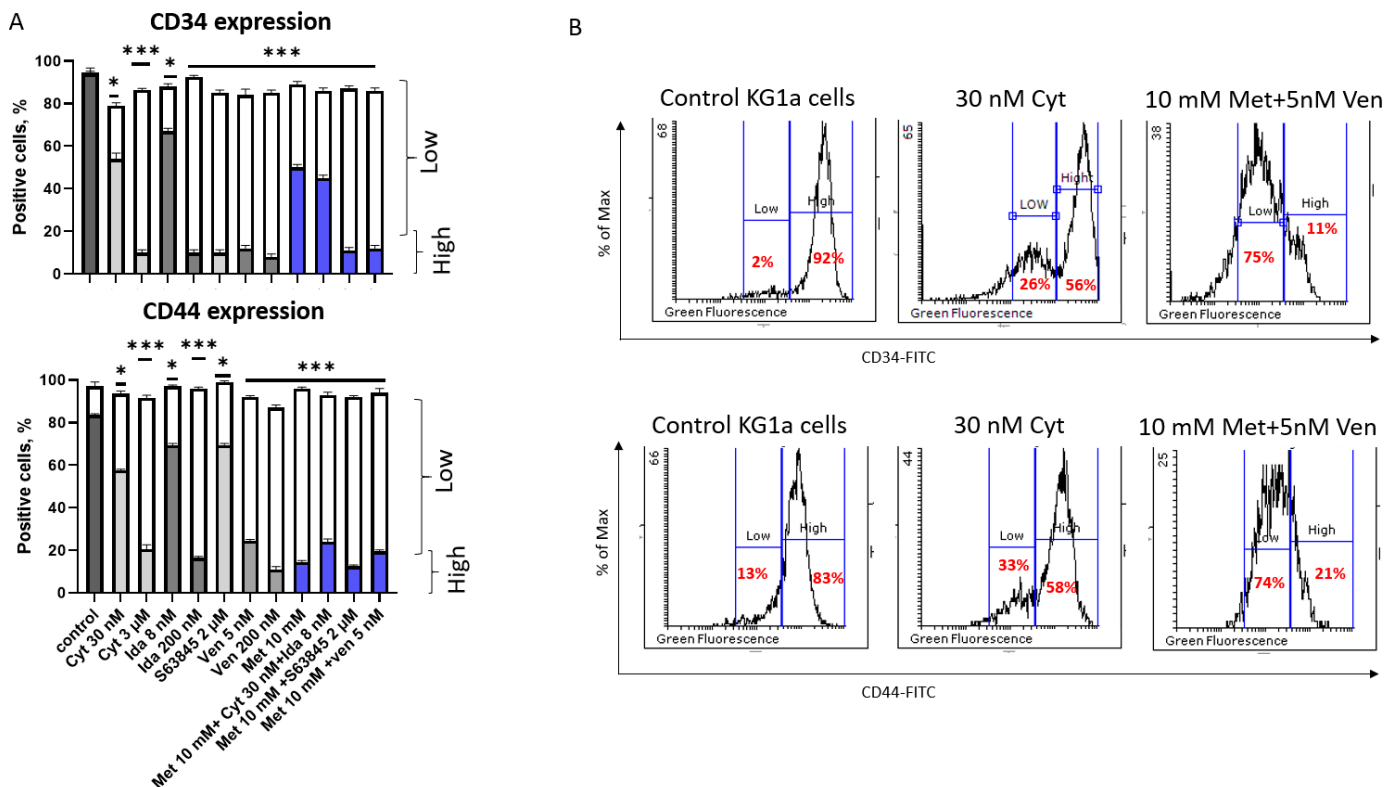 A
CD34 expression
Positive cells, %
100
80
60
40
20
0
*
***
*
***
Low
High
CD44 expression
Positive cells, %
100
80
60
40
20
0
*
***
*
***
*
***
Low
High
control
Cyt 30 nM
Cyt 3 µM
Ida 8 nM
Ida 200 nM
S63845 2 µM
Ven 5 nM
Ven 200 nM
Met 10 mM
Met 10 mM+ Cyt 30 nM+Ida 8 nM
Met 10 mM +S63845 2 µM
Met 10 mM +ven 5 nM
B
Control KG1a cells
68
Low
High
2%
92%
Green Fluorescence
30 nM Cyt
65
LOW
High
26%
56%
Green Fluorescence
10 mM Met+5nM Ven
38
Low
High
75%
11%
Green Fluorescence
% of Max
CD34-FITC
Control KG1a cells
66
Low
High
13%
83%
Green Fluorescence
30 nM Cyt
44
Low
High
33%
58%
Green Fluorescence
10 mM Met+5nM Ven
25
Low
High
74%
21%
Green Fluorescence
% of Max
CD44-FITC